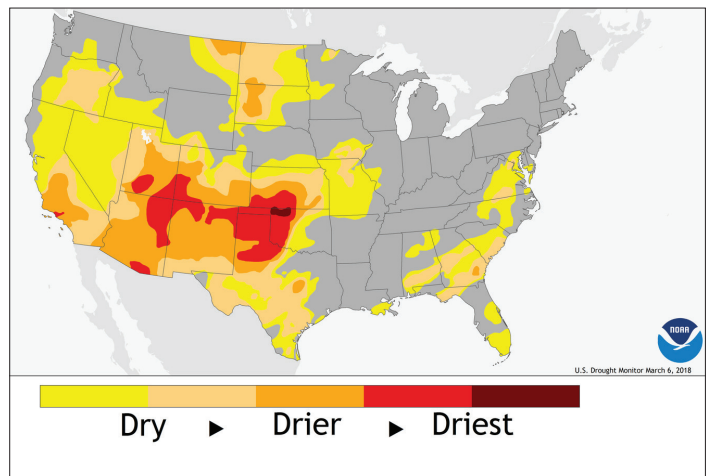 NOAA
U.S. Drought Monitor March 6, 2018
Dry ► Drier ► Driest